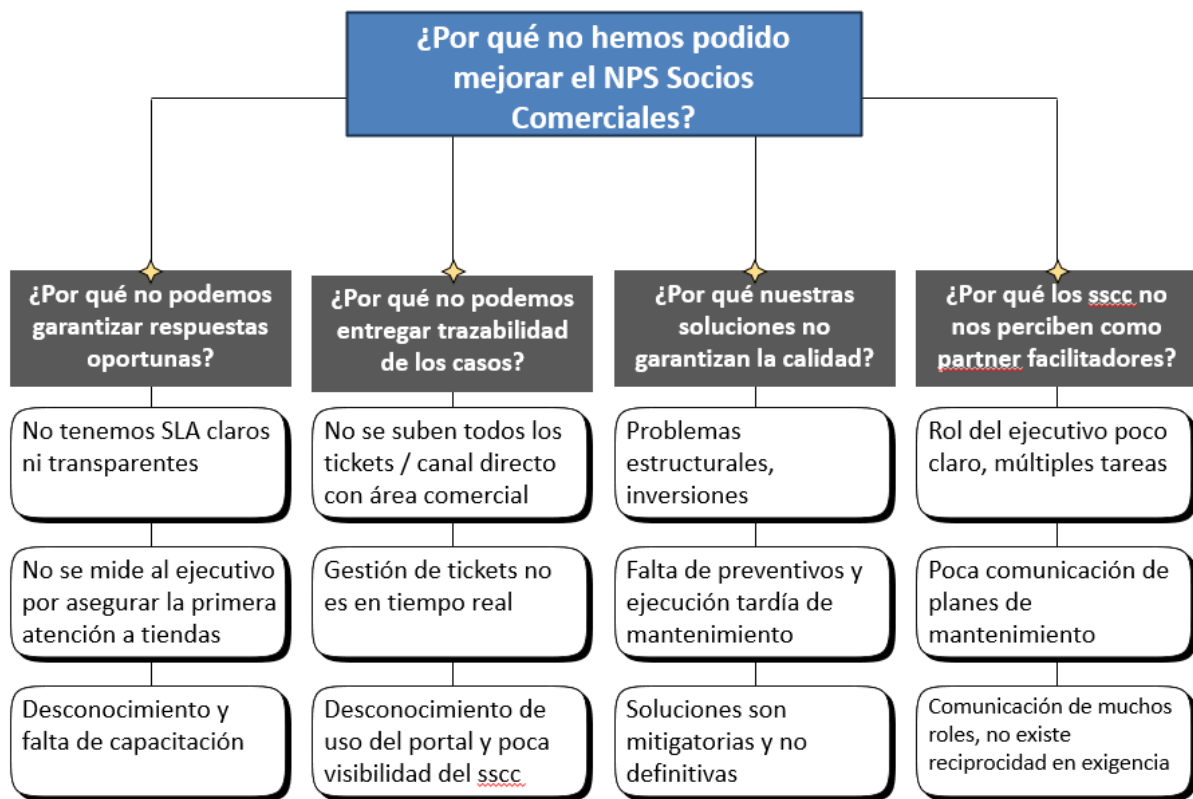 ¿Por qué no hemos podido
mejorar el NPS Socios
Comerciales?
¿Por qué no podemos
garantizar respuestas
oportunas?
No tenemos SLA claros
ni transparentes
No se mide al ejecutivo
por asegurar la primera
atención a tiendas
Desconocimiento y
falta de capacitación
¿Por qué no podemos
entregar trazabilidad
de los casos?
No se suben todos los
tickets / canal directo
con área comercial
Gestión de tickets no
es en tiempo real
Desconocimiento de
uso del portal y poca
visibilidad del sscc
¿Por qué nuestras
soluciones no
garantizan la calidad?
Problemas
estructurales,
inversiones
Falta de preventivos y
ejecución tardía de
mantenimiento
Soluciones son
mitigatorias y no
definitivas
¿Por qué los sscc no
nos perciben como
partner facilitadores?
Rol del ejecutivo poco
claro, múltiples tareas
Poca comunicación de
planes de
mantenimiento
Comunicación de muchos
roles, no existe
reciprocidad en exigencia